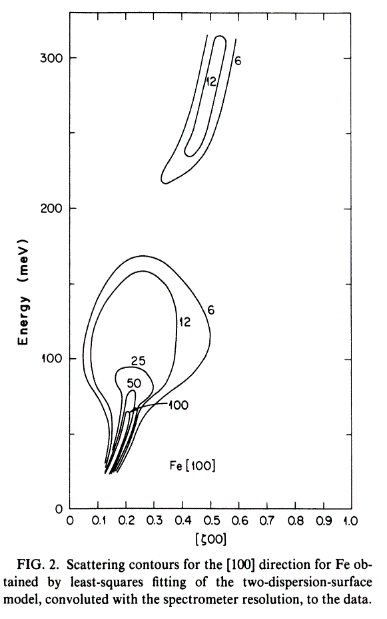 300
6
12
200
Energy (meV)
6
12
100
25
50
100
Fe [100]
0
0 0.1 0.2 0.3 0.4 0.5 0.6 0.7 0.8 0.9 1.0
[ζ00]
FIG. 2. Scattering contours for the [100] direction for Fe ob-
tained by least-squares fitting of the two-dispersion-surface
model, convoluted with the spectrometer resolution, to the data.